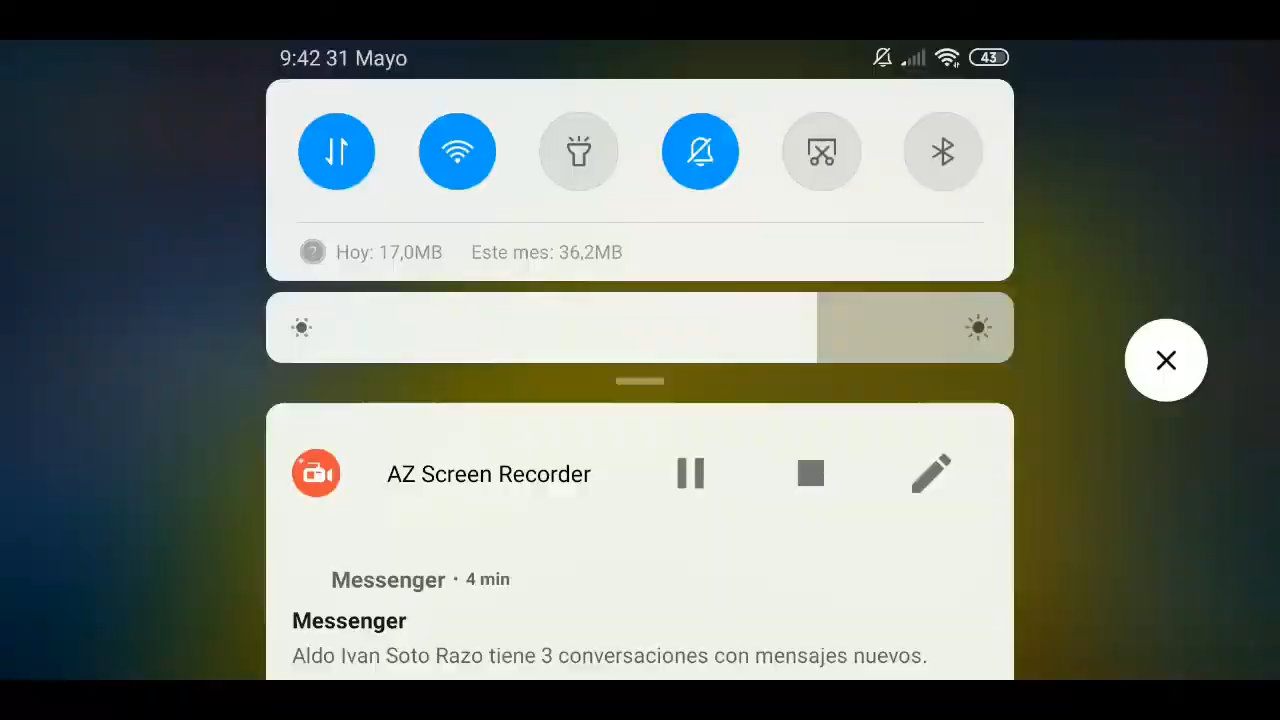 9:42 31 Mayo
43
? Hoy: 17,0MB Este mes: 36,2MB
AZ Screen Recorder
Messenger · 4 min
Messenger
Aldo Ivan Soto Razo tiene 3 conversaciones con mensajes nuevos.